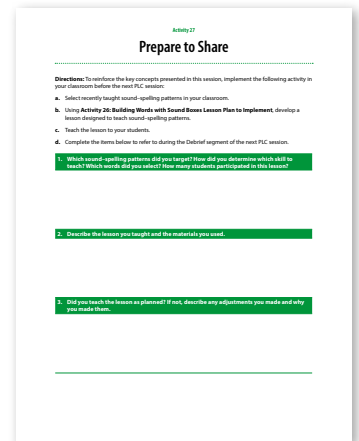 Activity 27
Prepare to Share
Directions: To reinforce the key concepts presented in this session, implement the following activity in
your classroom before the next PLC session:
a. Select recently taught sound–spelling patterns in your classroom.
b. Using Activity 26: Building Words with Sound Boxes Lesson Plan to Implement, develop a
lesson designed to teach sound–spelling patterns.
c. Teach the lesson to your students.
d. Complete the items below to refer to during the Debrief segment of the next PLC session.
1. Which sound–spelling patterns did you target? How did you determine which skill to
teach? Which words did you select? How many students participated in this lesson?
2. Describe the lesson you taught and the materials you used.
3. Did you teach the lesson as planned? If not, describe any adjustments you made and why
you made them.